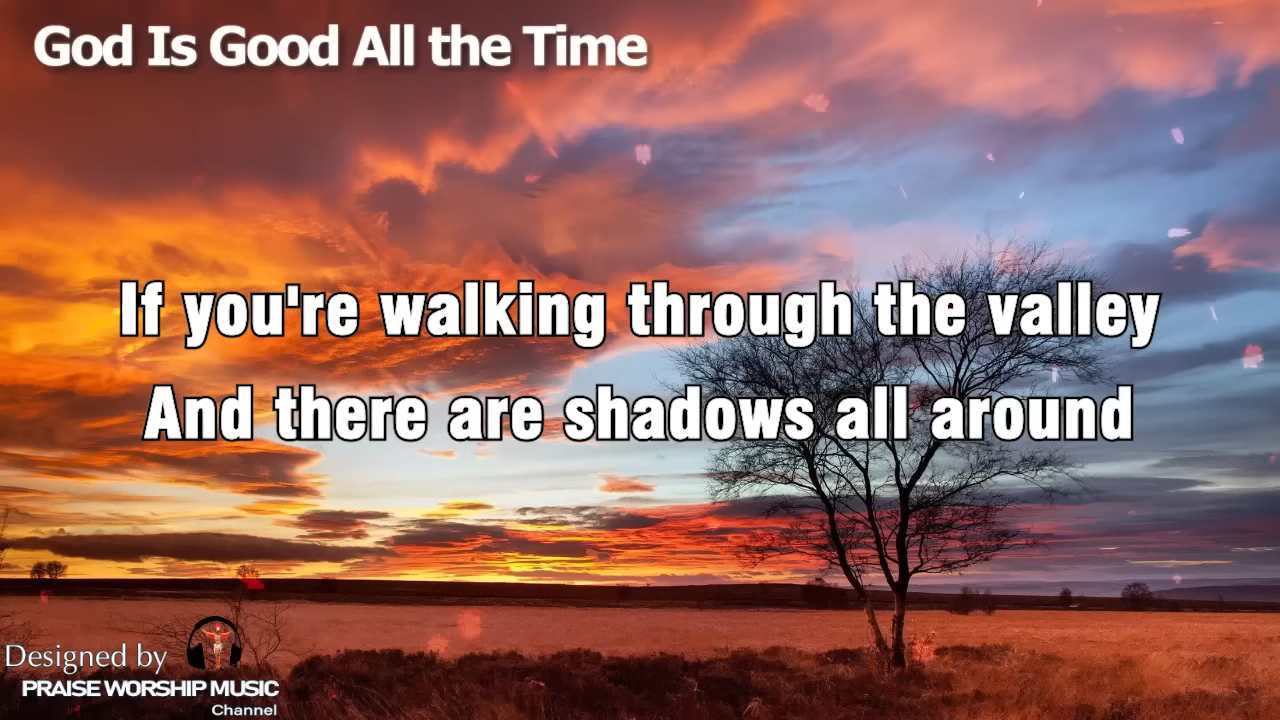 God Is Good All the Time
If you're walking through the valley
And there are shadows all around
Designed by
PRAISE WORSHIP MUSIC
Channel